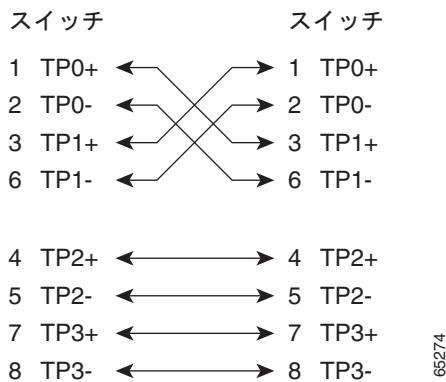 スイッチ スイッチ
1 TP0+ 1 TP0+
2 TP0- 2 TP0-
3 TP1+ 3 TP1+
6 TP1- 6 TP1-
4 TP2+ 4 TP2+
5 TP2- 5 TP2-
7 TP3+ 7 TP3+
8 TP3- 8 TP3-
65274